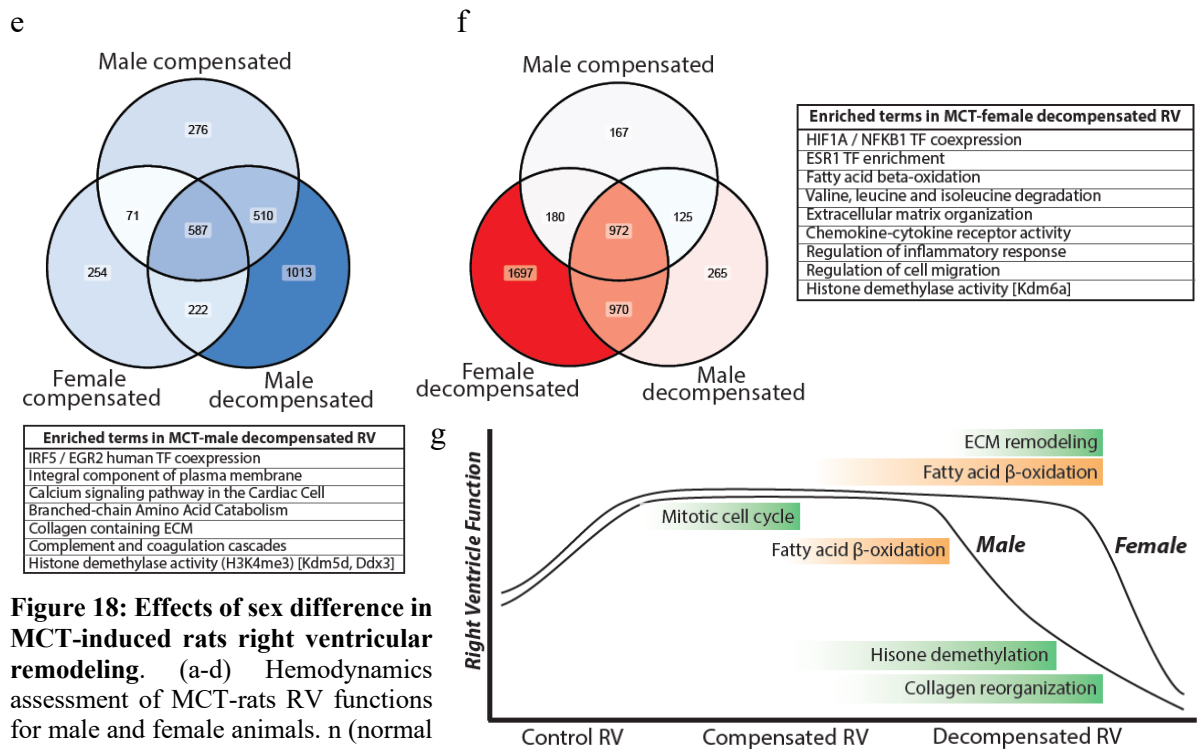 e
Male compensated
276
71
587
510
254
222
1013
Female
compensated
Male
decompensated
Enriched terms in MCT-male decompensated RV
IRF5 / EGR2 human TF coexpression
Integral component of plasma membrane
Calcium signaling pathway in the Cardiac Cell
Branched-chain Amino Acid Catabolism
Collagen containing ECM
Complement and coagulation cascades
Histone demethylase activity (H3K4me3) [Kdm5d, Ddx3]
f
Male compensated
167
180
972
125
1697
970
265
Female
decompensated
Male
decompensated
Enriched terms in MCT-female decompensated RV
HIF1A / NFKB1 TF coexpression
ESR1 TF enrichment
Fatty acid beta-oxidation
Valine, leucine and isoleucine degradation
Extracellular matrix organization
Chemokine-cytokine receptor activity
Regulation of inflammatory response
Regulation of cell migration
Histone demethylase activity [Kdm6a]
g
Right Ventricle Function
ECM remodeling
Fatty acid β-oxidation
Mitotic cell cycle
Fatty acid β-oxidation
Male
Female
Hisone demethylation
Collagen reorganization
Control RV
Compensated RV
Decompensated RV
Figure 18: Effects of sex difference in
MCT-induced rats right ventricular
remodeling. (a-d) Hemodynamics
assessment of MCT-rats RV functions
for male and female animals. n (normal